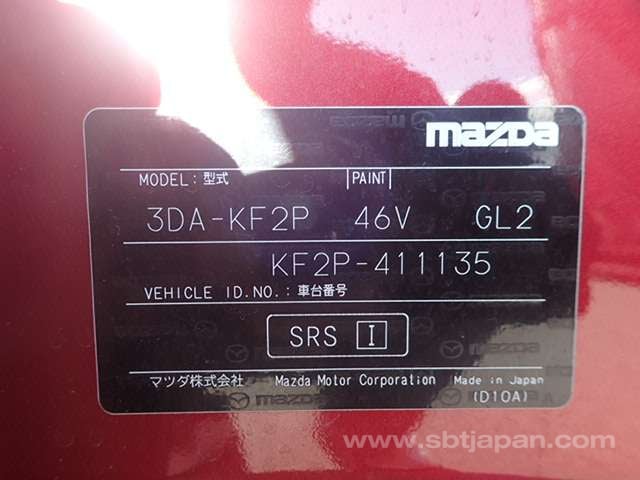 mazda
MODEL: 型式 PAINT
3DA-KF2P 46V GL2
KF2P-411135
VEHICLE ID.NO.: 車台番号
SRS I
マツダ株式会社 Mazda Motor Corporation Made in Japan
(D10A)
www.sbtjapan.com